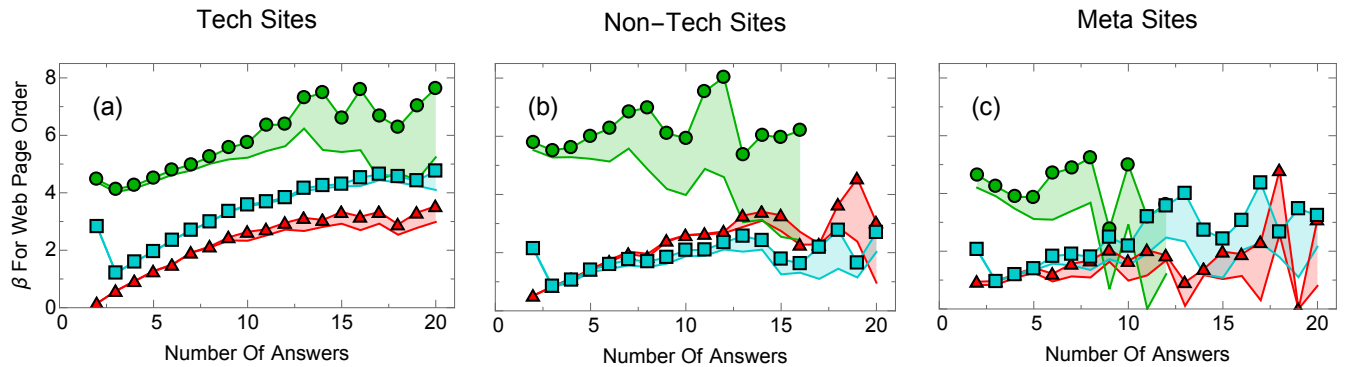 Tech Sites
Non−Tech Sites
Meta Sites
β For Web Page Order
8
6
4
2
0
(a)
(b)
(c)
0 5 10 15 20
0 5 10 15 20
0 5 10 15 20
Number Of Answers
Number Of Answers
Number Of Answers